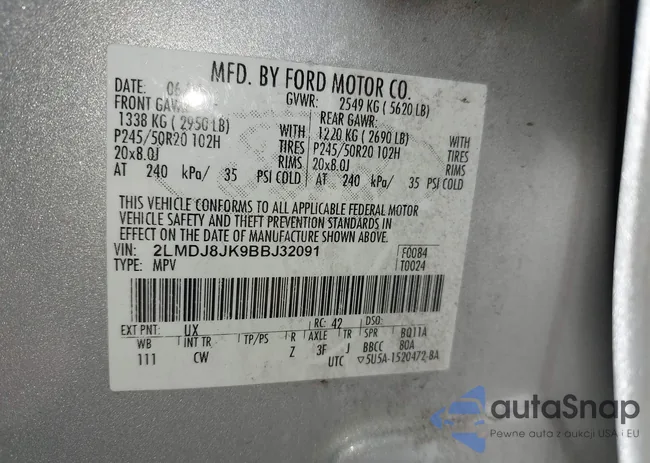 MFD. BY FORD MOTOR CO.
DATE: 06 GVWR: 2549 KG ( 5620 LB)
FRONT GAWR: REAR GAWR:
1338 KG ( 2950 LB) WITH 1220 KG ( 2690 LB) WITH
P245/50R20 102H TIRES P245/50R20 102H TIRES
20x8.0J RIMS 20x8.0J RIMS
AT 240 kPa/ 35 PSI COLD AT 240 kPa/ 35 PSI COLD
THIS VEHICLE CONFORMS TO ALL APPLICABLE FEDERAL MOTOR
VEHICLE SAFETY AND THEFT PREVENTION STANDARDS IN
EFFECT ON THE DATE OF MANUFACTURE SHOWN ABOVE.
VIN: 2LMDJ8JK9BBJ32091 F0084
TYPE: MPV T0024
EXT PNT: UX RC: 42 DSO:
WB INT TR TP/PS R AXLE TR SPR BQ11A
111 CW Z 3F J BBCC 80A
UTC ▽5U5A-1520472-BA
autaSnap
Pewne auta z aukcji USA i EU